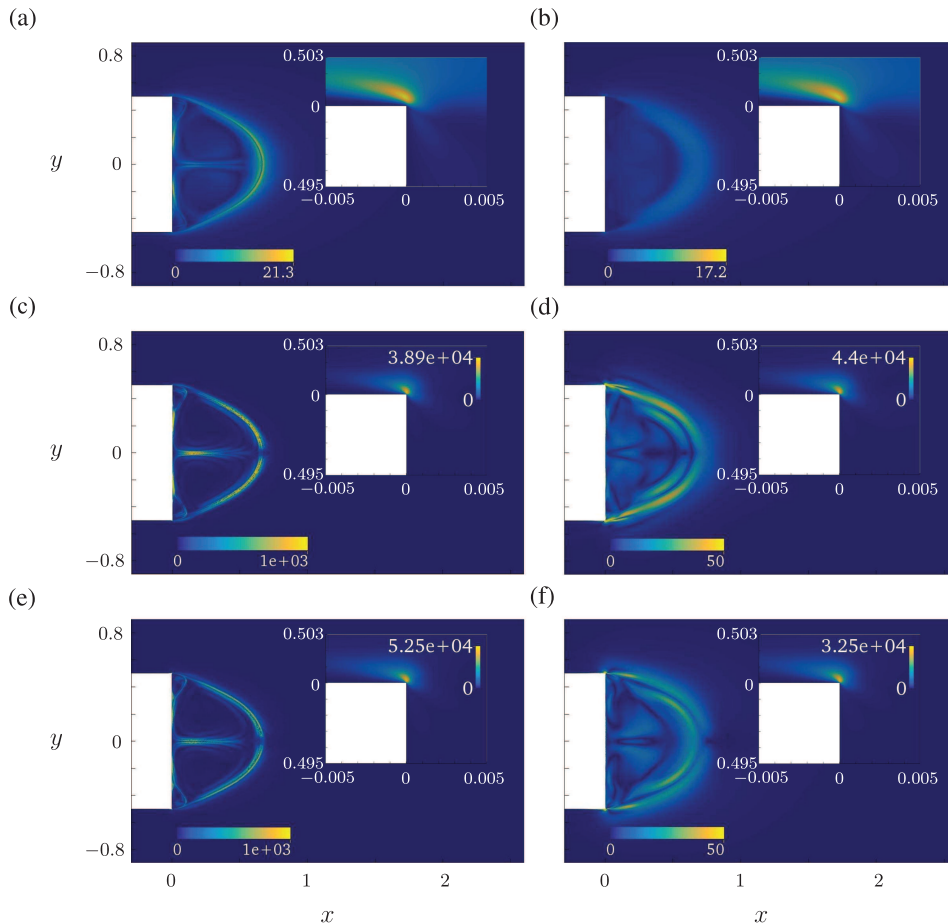 (a) (b)
0.8 0.503 0.503
0 0
y 0
0.495 0.495
−0.005 0 0.005 −0.005 0 0.005
0 21.3 0 17.2
−0.8
(c) (d)
0.8 0.503 3.89e+04 0.503 4.4e+04
0 0 0 0
y 0
0.495 0.495
−0.005 0 0.005 −0.005 0 0.005
0 1e+03 0 50
−0.8
(e) (f)
0.8 0.503 5.25e+04 0.503 3.25e+04
0 0 0 0
y 0
0.495 0.495
−0.005 0 0.005 −0.005 0 0.005
0 1e+03 0 50
−0.8
0 1 2 0 1 2
x x